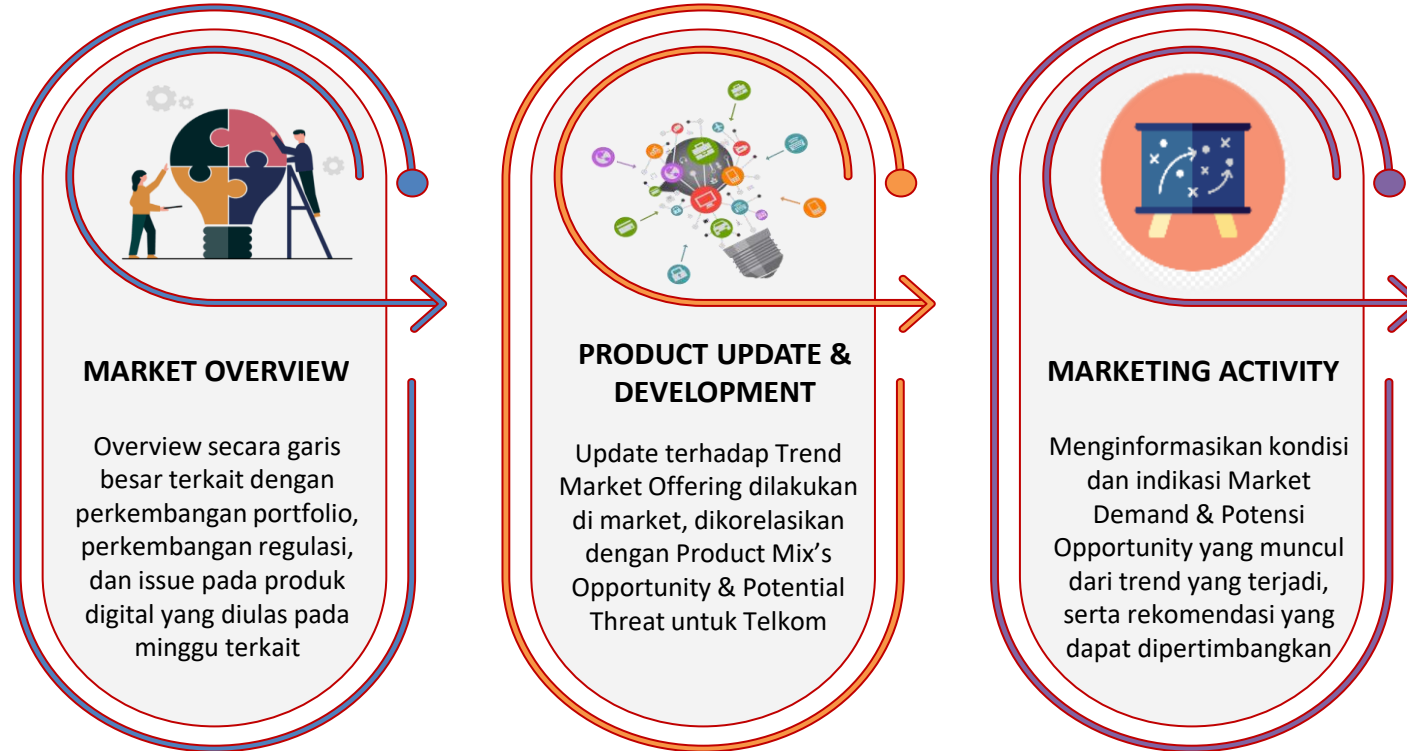 MARKET OVERVIEW
Overview secara garis
besar terkait dengan
perkembangan portfolio,
perkembangan regulasi,
dan issue pada produk
digital yang diulas pada
minggu terkait
PRODUCT UPDATE &
DEVELOPMENT
Update terhadap Trend
Market Offering dilakukan
di market, dikorelasikan
dengan Product Mix’s
Opportunity & Potential
Threat untuk Telkom
MARKETING ACTIVITY
Menginformasikan kondisi
dan indikasi Market
Demand & Potensi
Opportunity yang muncul
dari trend yang terjadi,
serta rekomendasi yang
dapat dipertimbangkan